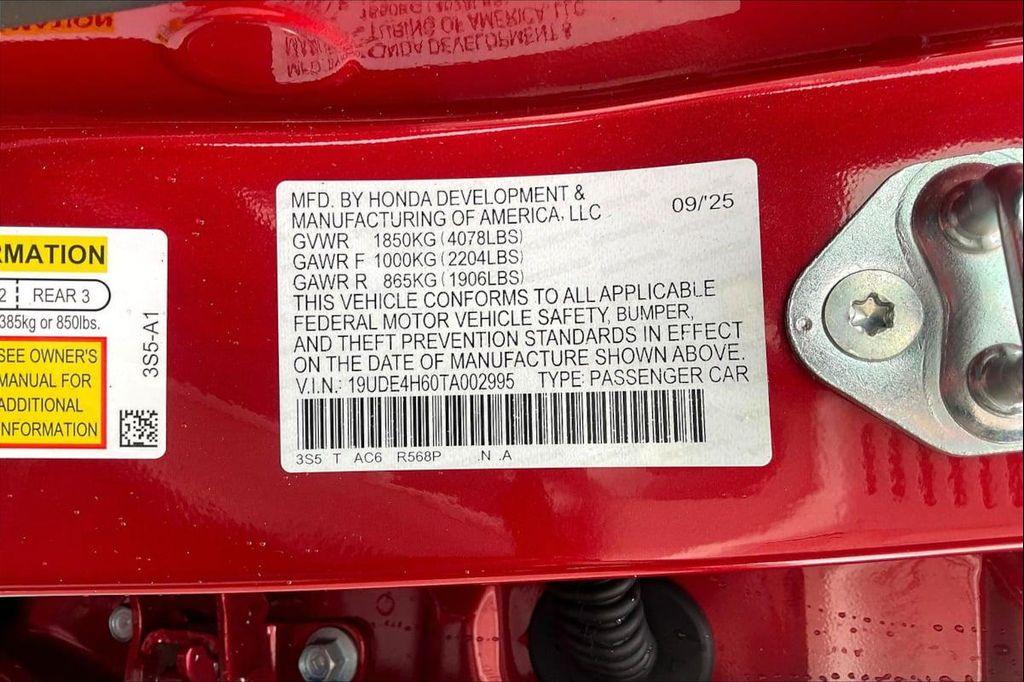 MFD. BY HONDA DEVELOPMENT &
MANUFACTURING OF AMERICA, LLC
09/'25
GVWR 1850KG (4078LBS)
GAWR F 1000KG (2204LBS)
GAWR R 865KG (1906LBS)
THIS VEHICLE CONFORMS TO ALL APPLICABLE
FEDERAL MOTOR VEHICLE SAFETY, BUMPER,
AND THEFT PREVENTION STANDARDS IN EFFECT
ON THE DATE OF MANUFACTURE SHOWN ABOVE.
V.I.N.: 19UDE4H60TA002995 TYPE: PASSENGER CAR
3S5 T AC6 R568P .N .A
RMATION
2 REAR 3
385kg or 850lbs.
SEE OWNER'S
MANUAL FOR
ADDITIONAL
INFORMATION
3S5-A1